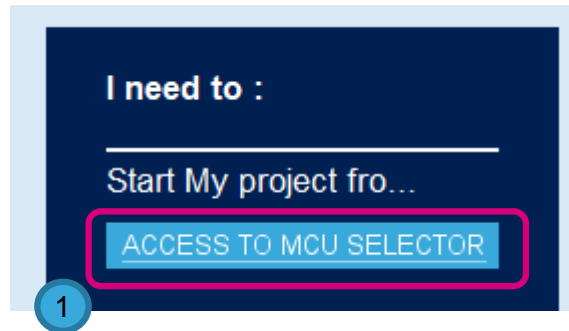 I need to :
Start My project fro...
ACCESS TO MCU SELECTOR
1